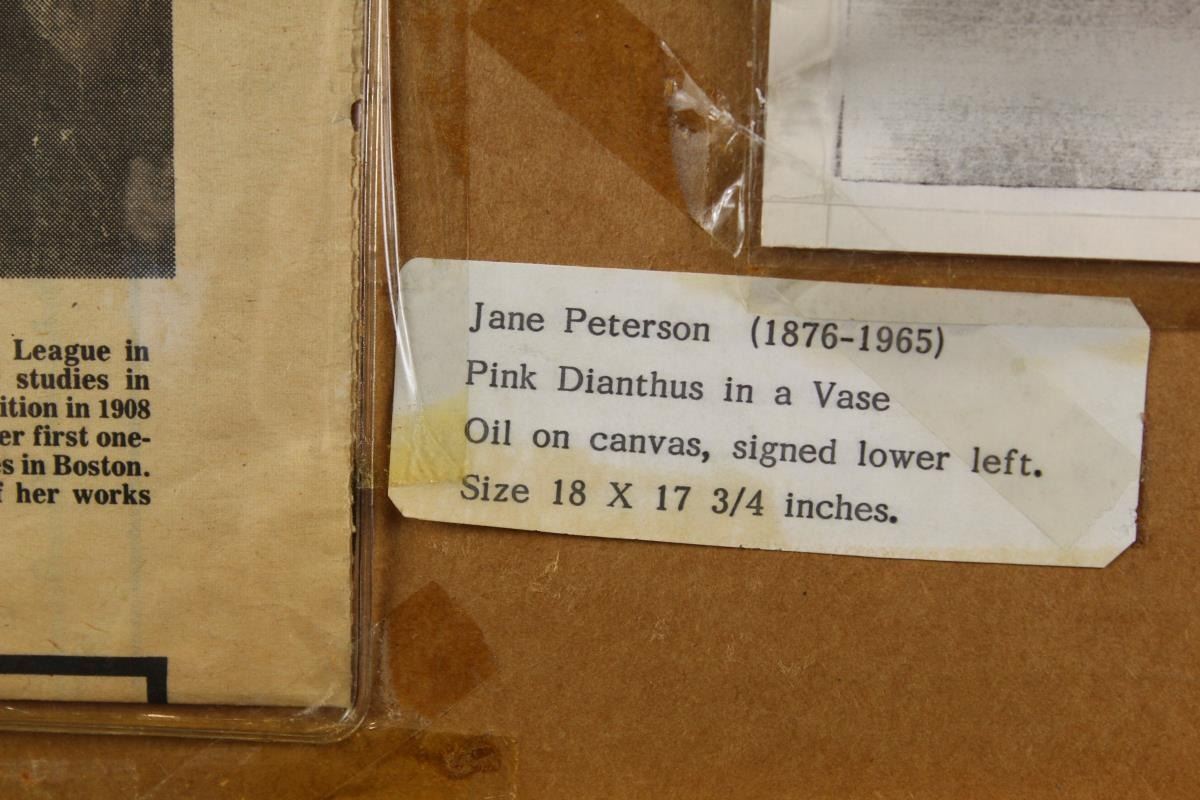 League in
studies in
ition in 1908
er first one-
s in Boston.
f her works
Jane Peterson (1876-1965)
Pink Dianthus in a Vase
Oil on canvas, signed lower left.
Size 18 X 17 3/4 inches.